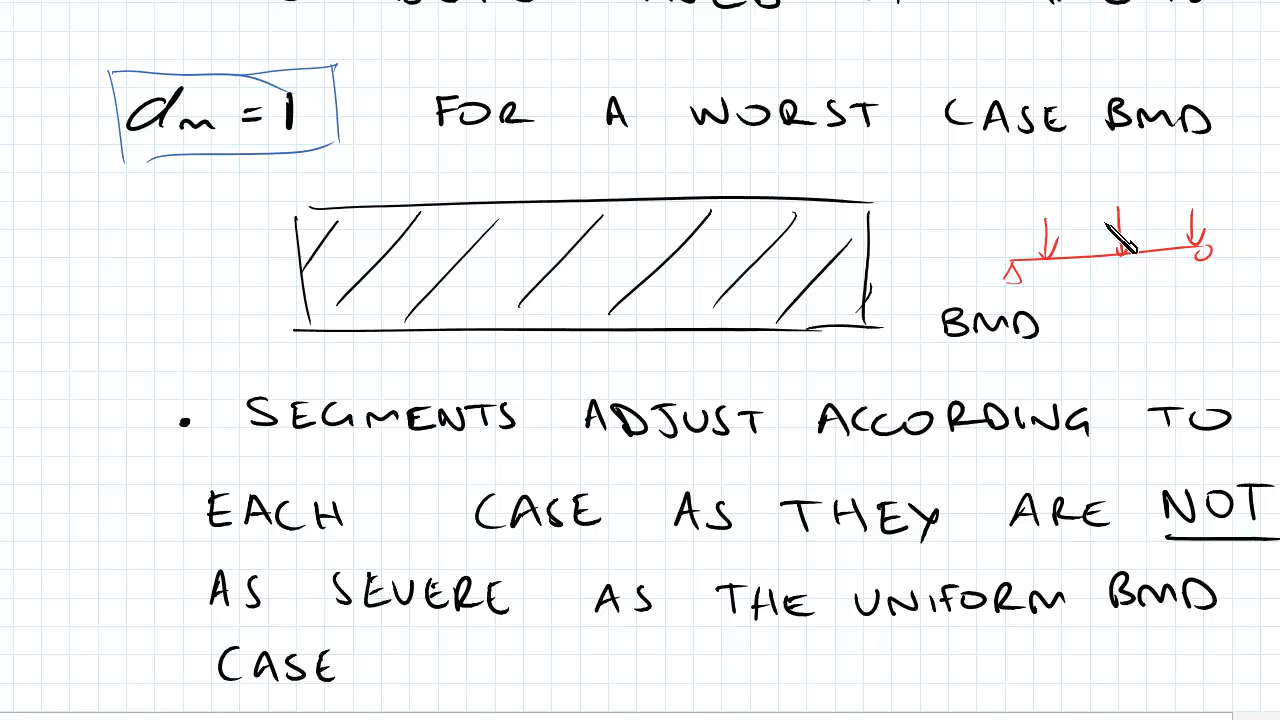 dm = 1 FOR A WORST CASE BMD
BMD
• SEGMENTS ADJUST ACCORDING TO
EACH CASE AS THEY ARE NOT
AS SEVERE AS THE UNIFORM BMD
CASE